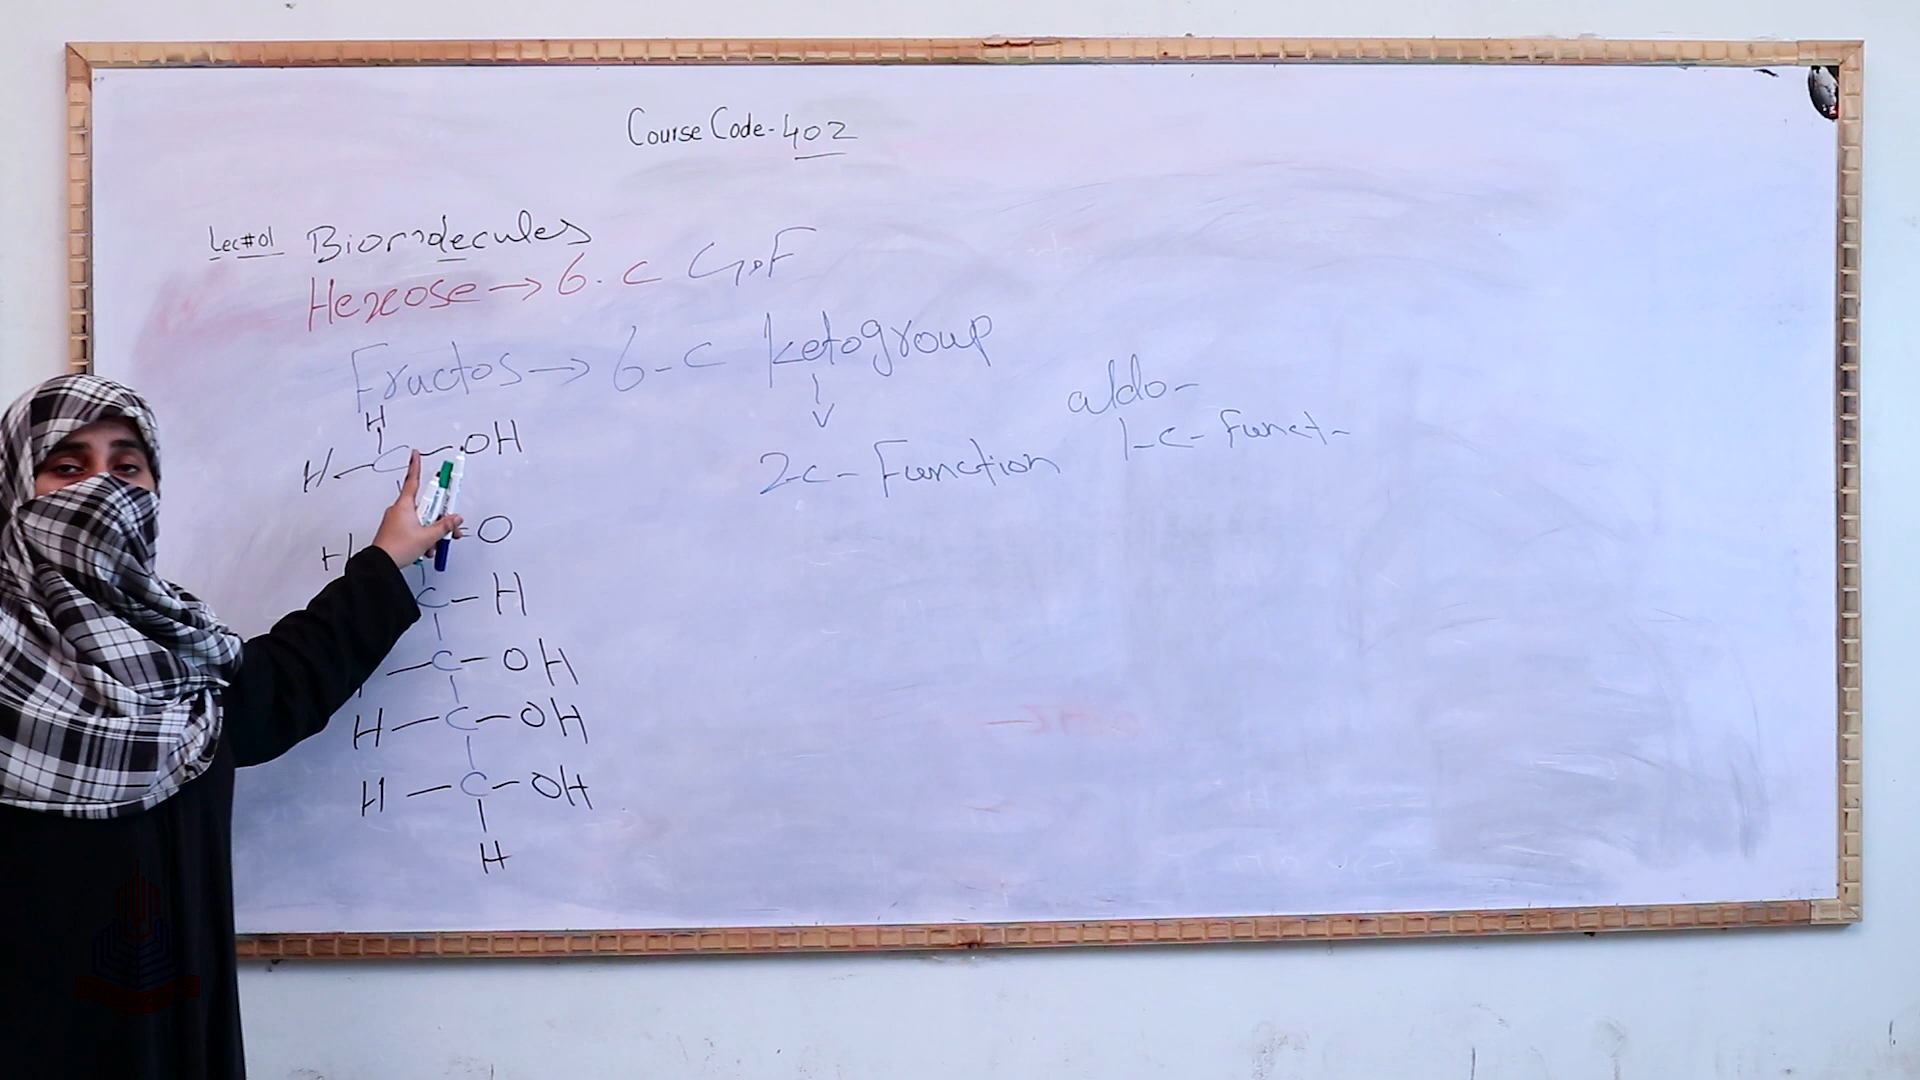 Course Code-402
Lec#01 Biomolecules
Hexose → 6.c G,F
Fructos → 6-c ketogroup
aldo-
2-c-Function 1-c-Funct-
H
H-C-OH
H =O
C-H
-C-OH
H-C-OH
H-C-OH
H